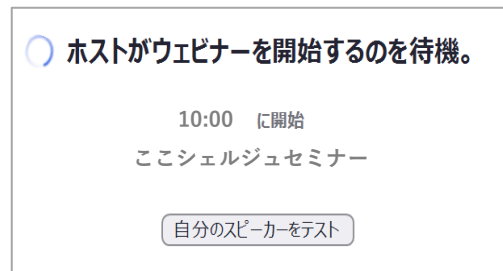 ホストがウェビナーを開始するのを待機。
10:00　に開始
ここシェルジュセミナー
自分のスピーカーをテスト